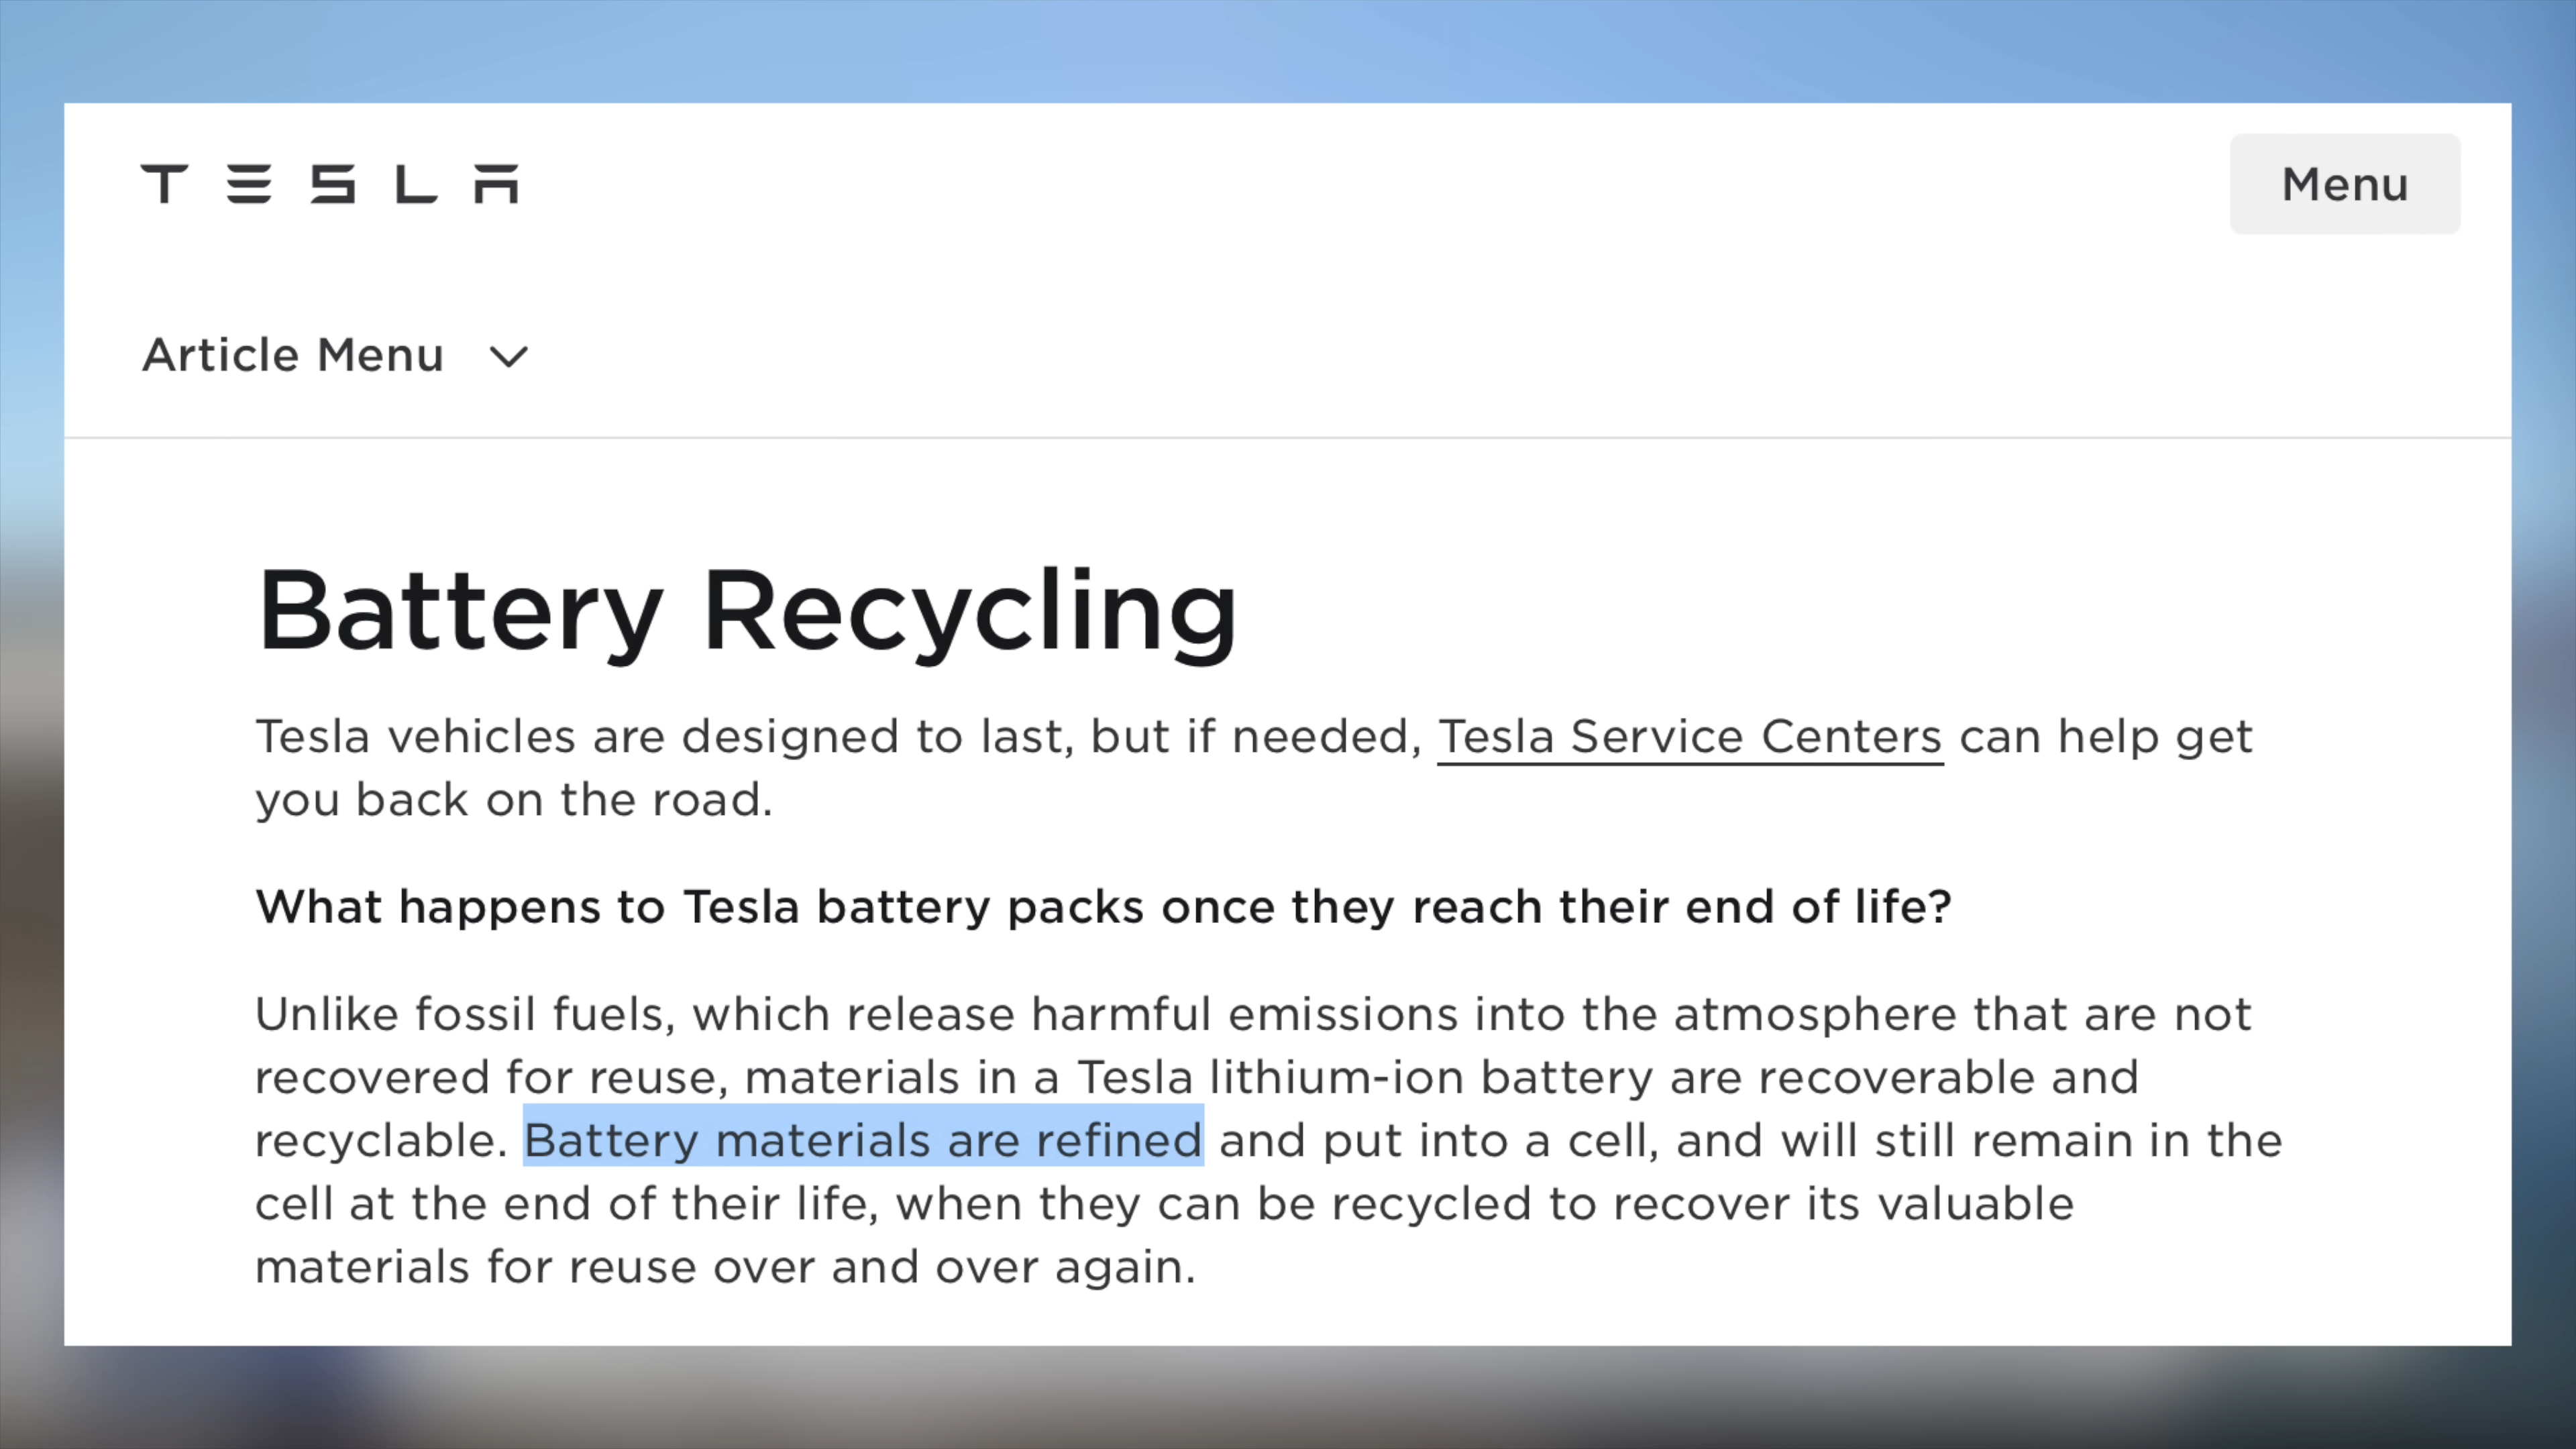 TESLA
Menu
Article Menu
Battery Recycling
Tesla vehicles are designed to last, but if needed, Tesla Service Centers can help get
you back on the road.
What happens to Tesla battery packs once they reach their end of life?
Unlike fossil fuels, which release harmful emissions into the atmosphere that are not
recovered for reuse, materials in a Tesla lithium-ion battery are recoverable and
recyclable. Battery materials are refined and put into a cell, and will still remain in the
cell at the end of their life, when they can be recycled to recover its valuable
materials for reuse over and over again.